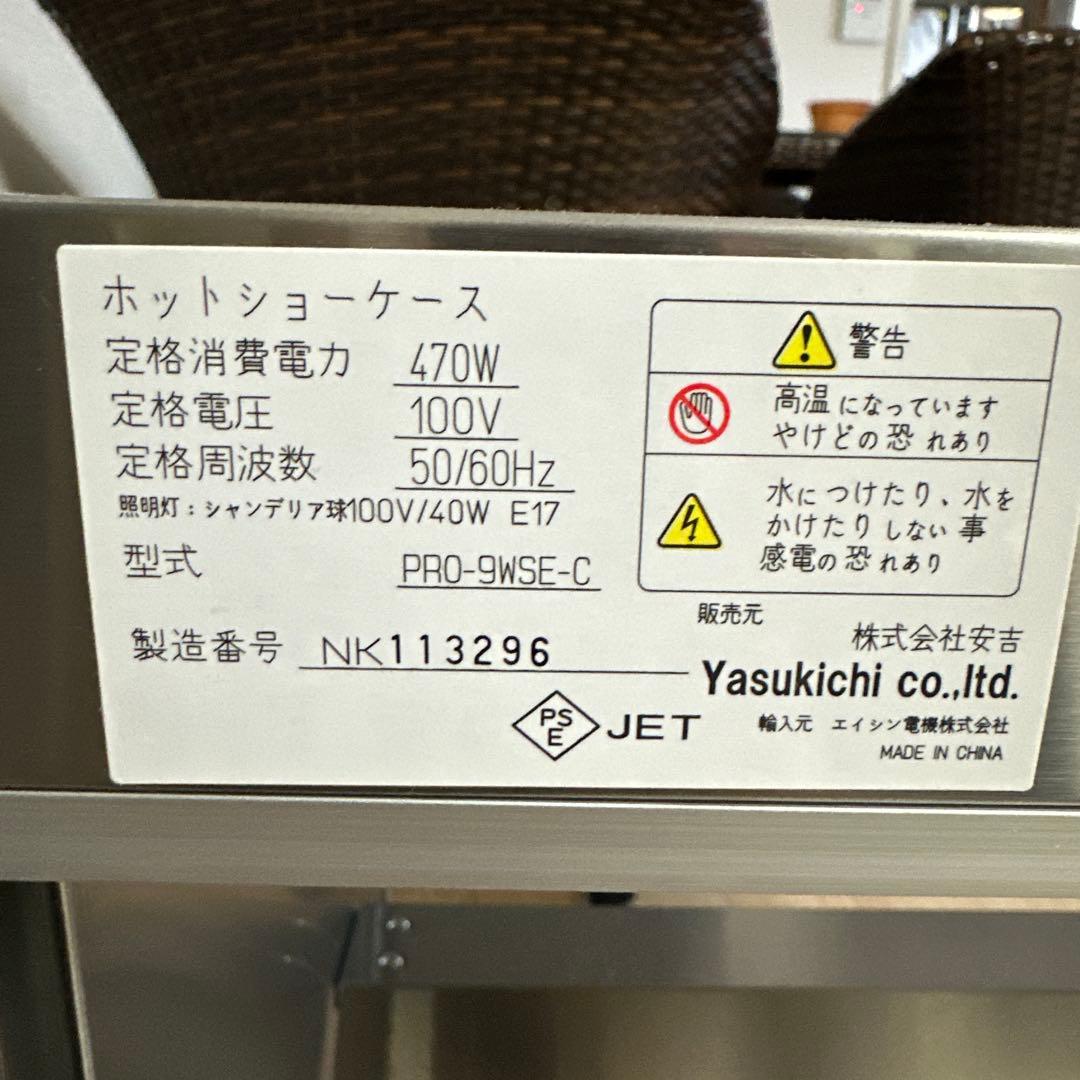 ホットショーケース
定格消費電力 470W
定格電圧 100V
定格周波数 50/60Hz
照明灯：シャンデリア球100V/40W E17
型式 PRO-9WSE-C
製造番号 NK113296
PS
E
JET
警告
高温になっています
やけどの恐れあり
水につけたり、水を
かけたりしない事
感電の恐れあり
販売元
株式会社安吉
Yasukichi co.,ltd.
輸入元 エイシン電機株式会社
MADE IN CHINA